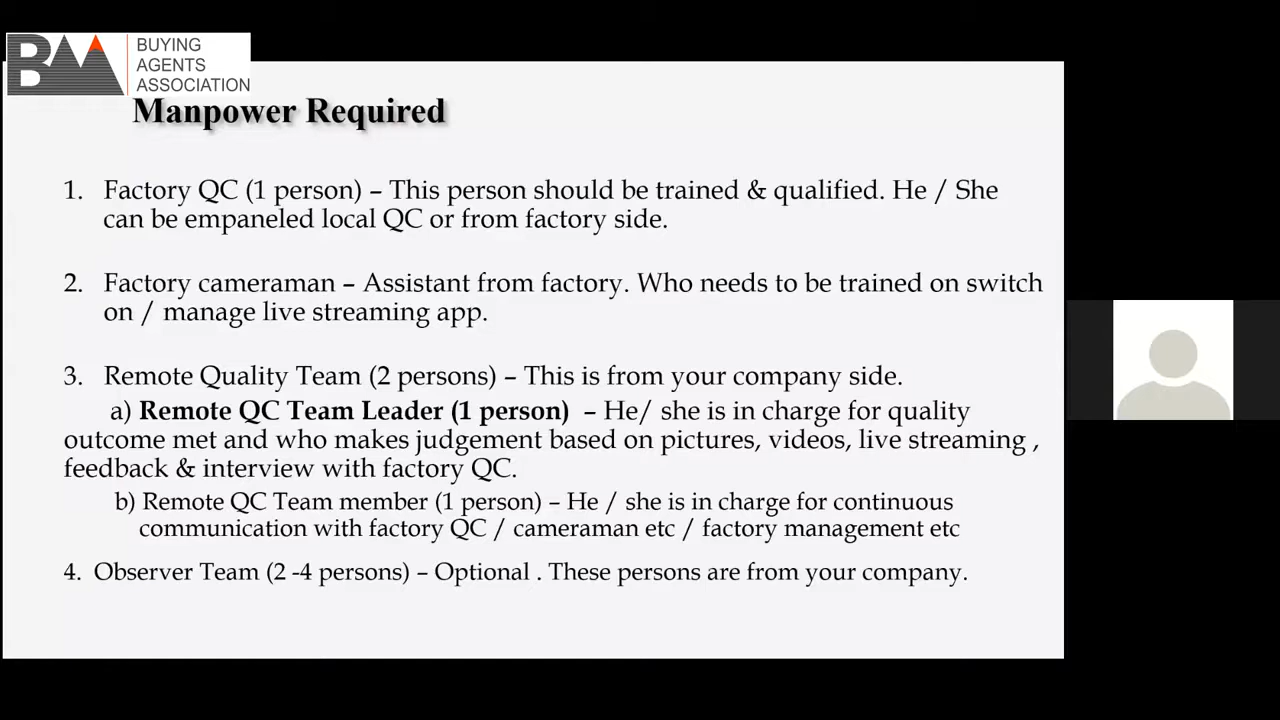 BMA
BUYING
AGENTS
ASSOCIATION
Manpower Required
1. Factory QC (1 person) – This person should be trained & qualified. He / She
can be empaneled local QC or from factory side.
2. Factory cameraman – Assistant from factory. Who needs to be trained on switch
on / manage live streaming app.
3. Remote Quality Team (2 persons) – This is from your company side.
a) Remote QC Team Leader (1 person) – He/ she is in charge for quality
outcome met and who makes judgement based on pictures, videos, live streaming ,
feedback & interview with factory QC.
b) Remote QC Team member (1 person) – He / she is in charge for continuous
communication with factory QC / cameraman etc / factory management etc
4. Observer Team (2 -4 persons) – Optional . These persons are from your company.